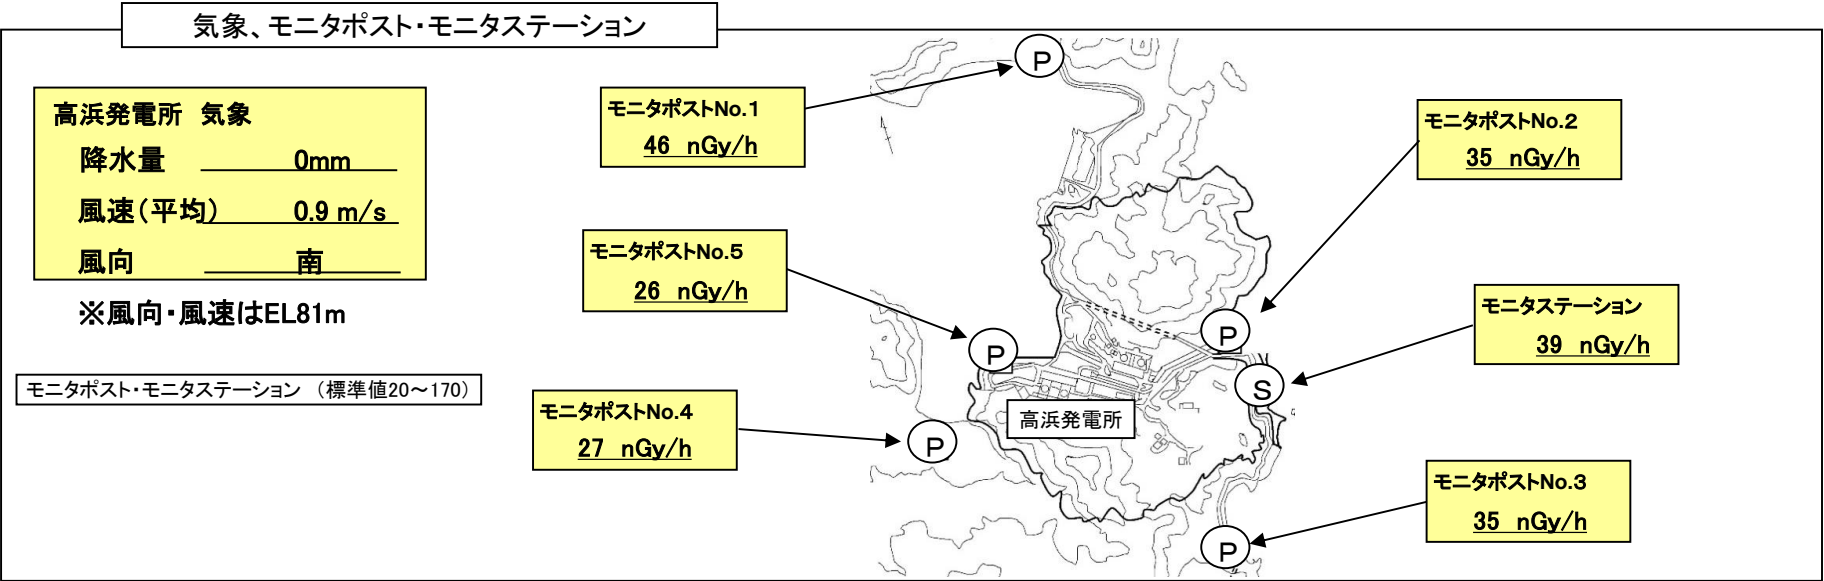 気象、モニタポスト・モニタステーション
高浜発電所 気象
降水量 0mm
風速(平均) 0.9 m/s
風向 南
※風向・風速はEL81m
モニタポスト・モニタステーション (標準値20～170)
モニタポストNo.1
46 nGy/h
モニタポストNo.2
35 nGy/h
モニタポストNo.5
26 nGy/h
モニタステーション
39 nGy/h
モニタポストNo.4
27 nGy/h
モニタポストNo.3
35 nGy/h
P
P
P
S
P
P
高浜発電所